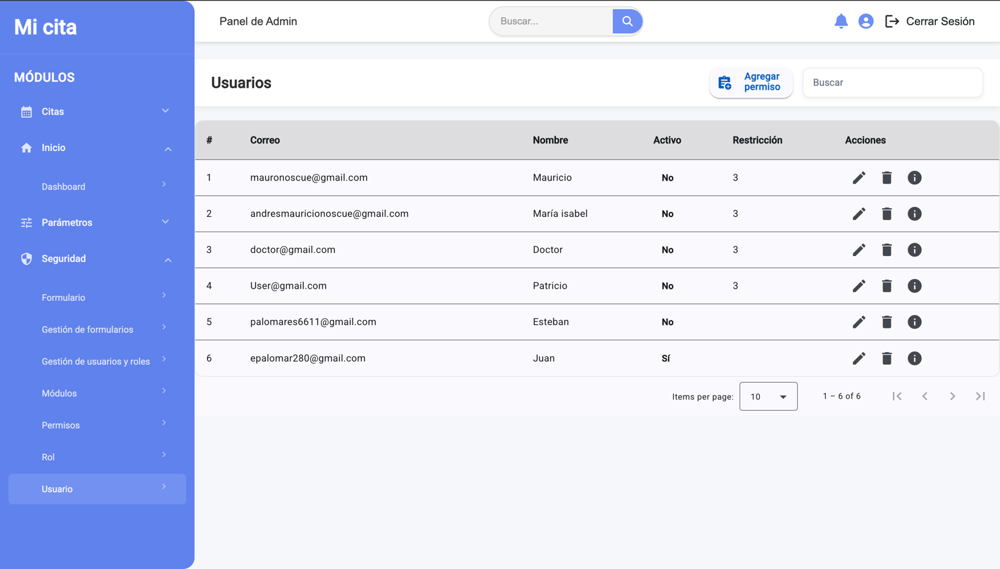 Mi cita
Panel de Admin
Buscar...
Cerrar Sesión
MÓDULOS
Citas
Inicio
Dashboard
Parámetros
Seguridad
Formulario
Gestión de formularios
Gestión de usuarios y roles
Módulos
Permisos
Rol
Usuario
Usuarios
Agregar
permiso
Buscar
# Correo Nombre Activo Restricción Acciones
1 mauronoscue@gmail.com Mauricio No 3
2 andresmauricionoscue@gmail.com María isabel No 3
3 doctor@gmail.com Doctor No 3
4 User@gmail.com Patricio No 3
5 palomares6611@gmail.com Esteban No
6 epalomar280@gmail.com Juan Sí
Items per page: 10 1 – 6 of 6